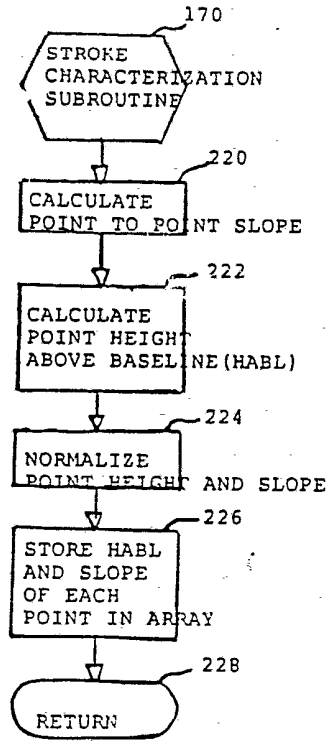 170
STROKE
CHARACTERIZATION
SUBROUTINE
220
CALCULATE
POINT TO POINT SLOPE
222
CALCULATE
POINT HEIGHT
ABOVE BASELINE(HABL)
224
NORMALIZE
POINT HEIGHT AND SLOPE
226
STORE HABL
AND SLOPE
OF EACH
POINT IN ARRAY
228
RETURN